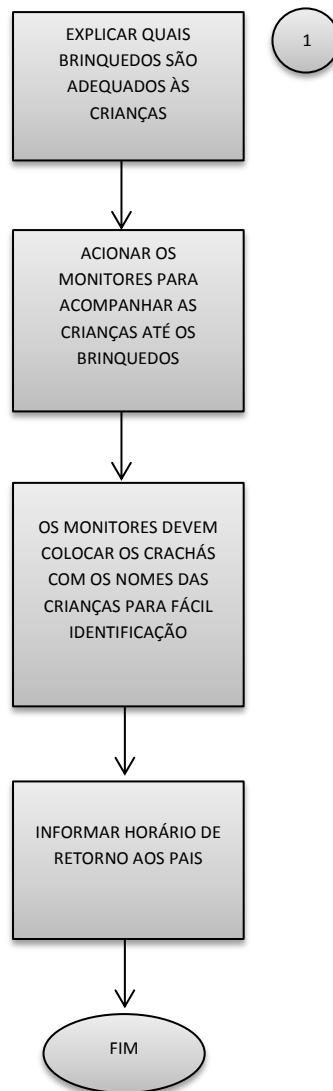 EXPLICAR QUAIS
BRINQUEDOS SÃO
ADEQUADOS ÀS
CRIANÇAS
1
ACIONAR OS
MONITORES PARA
ACOMPANHAR AS
CRIANÇAS ATÉ OS
BRINQUEDOS
OS MONITORES DEVEM
COLOCAR OS CRACHÁS
COM OS NOMES DAS
CRIANÇAS PARA FÁCIL
IDENTIFICAÇÃO
INFORMAR HORÁRIO DE
RETORNO AOS PAIS
FIM